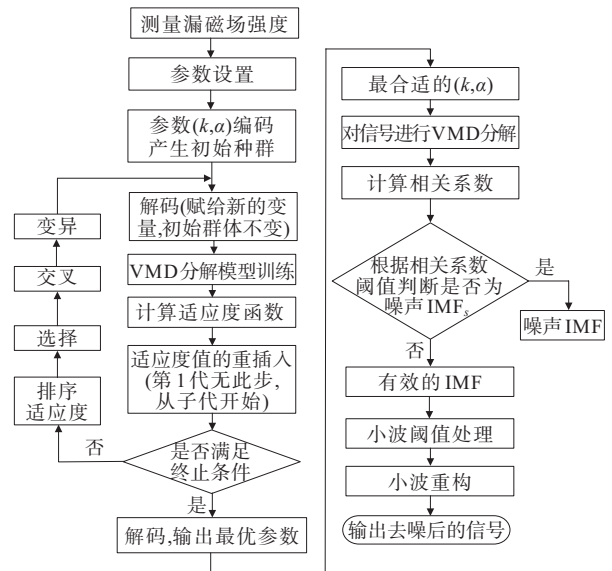 测量漏磁场强度
参数设置
参数(k,α)编码
产生初始种群
解码(赋给新的变
量,初始群体不变)
VMD分解模型训练
计算适应度函数
适应度值的重插入
(第1代无此步,
从子代开始)
是否满足
终止条件
否
排序
适应度
选择
交叉
变异
是
解码,输出最优参数
最合适的(k,α)
对信号进行VMD分解
计算相关系数
根据相关系数
阈值判断是否为
噪声IMFs
是
噪声IMF
否
有效的IMF
小波阈值处理
小波重构
输出去噪后的信号